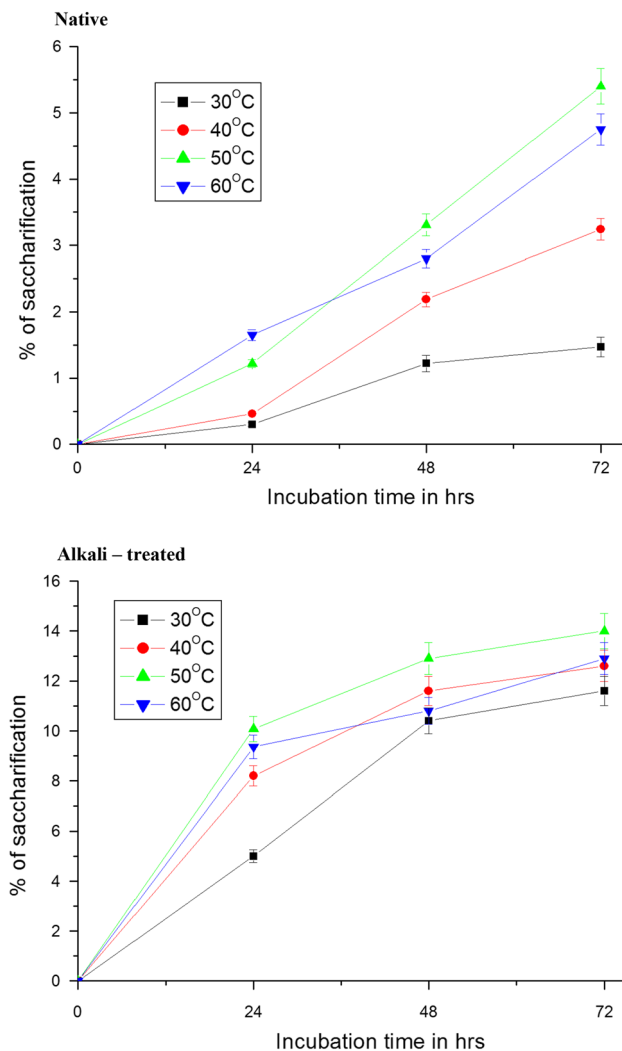 Native
6
5
4
3
2
1
0
% of saccharification
30°C
40°C
50°C
60°C
0
24
48
72
Incubation time in hrs
Alkali – treated
16
14
12
10
8
6
4
2
0
% of saccharification
30°C
40°C
50°C
60°C
0
24
48
72
Incubation time in hrs